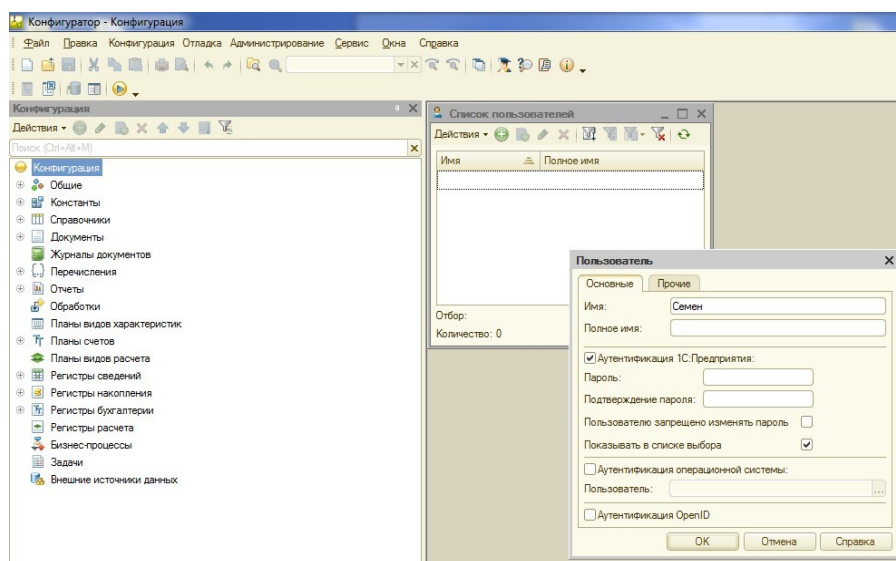 Конфигуратор - Конфигурация
Файл Правка Конфигурация Отладка Администрирование Сервис Окна Справка
Конфигурация
Действия
Поиск (Ctrl+Alt+M)
Конфигурация
Общие
Константы
Справочники
Документы
Журналы документов
Перечисления
Отчеты
Обработки
Планы видов характеристик
Планы счетов
Планы видов расчета
Регистры сведений
Регистры накопления
Регистры бухгалтерии
Регистры расчета
Бизнес-процессы
Задачи
Внешние источники данных
Список пользователей
Действия
Имя Полное имя
Отбор:
Количество: 0
Пользователь
Основные Прочие
Имя: Семен
Полное имя:
Аутентификация 1С:Предприятия:
Пароль:
Подтверждение пароля:
Пользователю запрещено изменять пароль
Показывать в списке выбора
Аутентификация операционной системы:
Пользователь: ...
Аутентификация OpenID
OK Отмена Справка